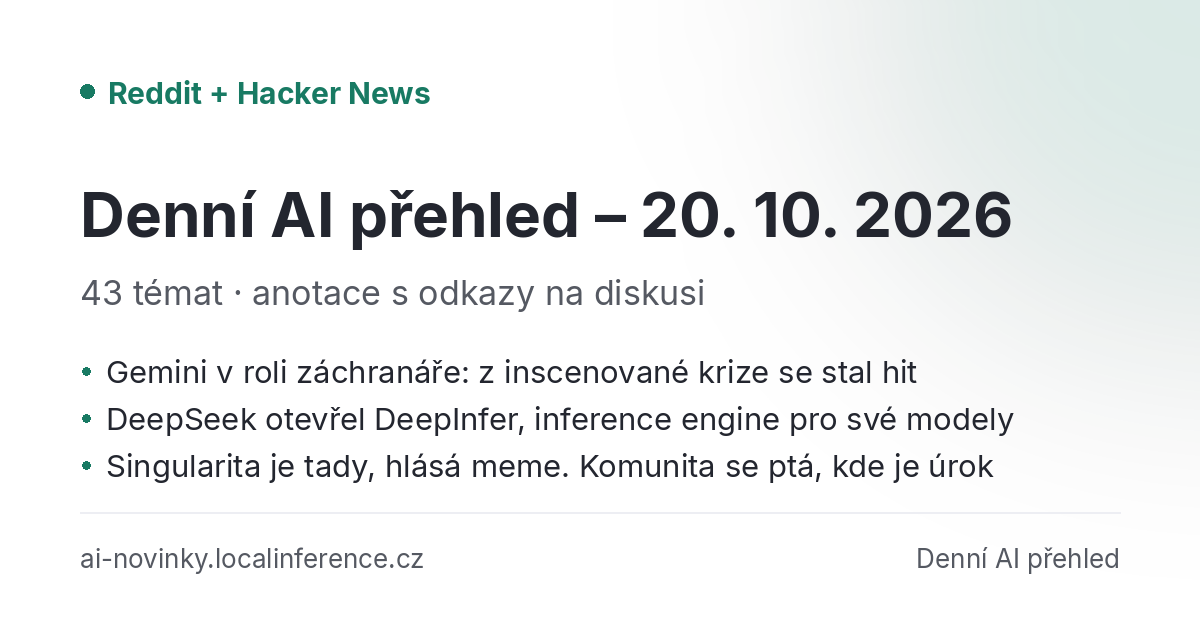 Reddit + Hacker News
Denní AI přehled – 20. 10. 2026
43 témat · anotace s odkazy na diskusi
• Gemini v roli záchranáře: z inscenované krize se stal hit
• DeepSeek otevřel DeepInfer, inference engine pro své modely
• Singularita je tady, hlásá meme. Komunita se ptá, kde je úrok
ai-novinky.localinference.cz
Denní AI přehled